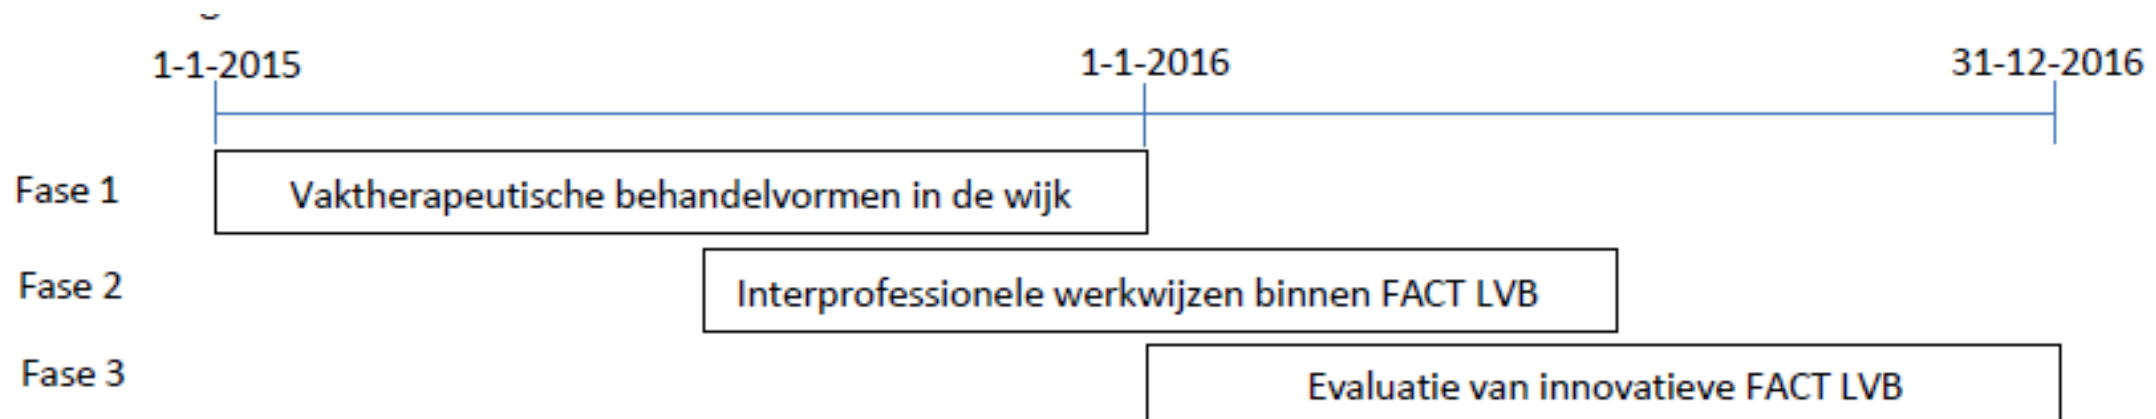 1-1-2015 1-1-2016 31-12-2016
Fase 1 Vaktherapeutische behandelvormen in de wijk
Fase 2 Interprofessionele werkwijzen binnen FACT LVB
Fase 3 Evaluatie van innovatieve FACT LVB